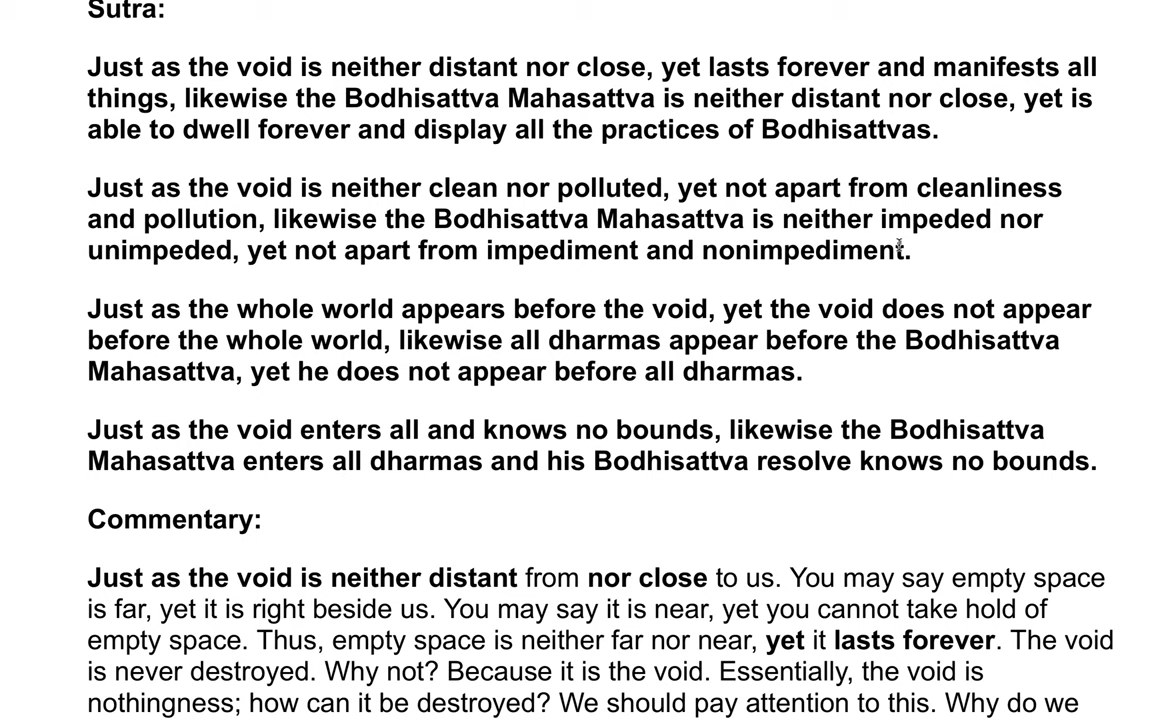 Sutra:
Just as the void is neither distant nor close, yet lasts forever and manifests all
things, likewise the Bodhisattva Mahasattva is neither distant nor close, yet is
able to dwell forever and display all the practices of Bodhisattvas.
Just as the void is neither clean nor polluted, yet not apart from cleanliness
and pollution, likewise the Bodhisattva Mahasattva is neither impeded nor
unimpeded, yet not apart from impediment and nonimpediment.
Just as the whole world appears before the void, yet the void does not appear
before the whole world, likewise all dharmas appear before the Bodhisattva
Mahasattva, yet he does not appear before all dharmas.
Just as the void enters all and knows no bounds, likewise the Bodhisattva
Mahasattva enters all dharmas and his Bodhisattva resolve knows no bounds.
Commentary:
Just as the void is neither distant from nor close to us. You may say empty space
is far, yet it is right beside us. You may say it is near, yet you cannot take hold of
empty space. Thus, empty space is neither far nor near, yet it lasts forever. The void
is never destroyed. Why not? Because it is the void. Essentially, the void is
nothingness; how can it be destroyed? We should pay attention to this. Why do we